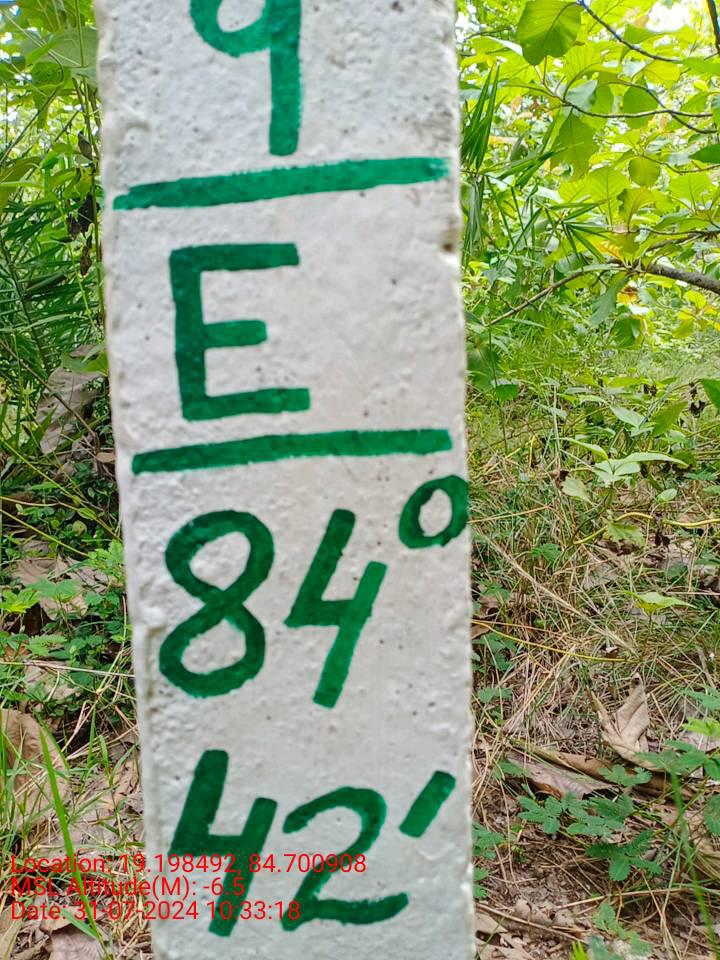 9
E
84°
42'
Location: 19.198492, 84.700908
MSL Altitude(M): -6.5
Date: 31-07-2024 10:33:18